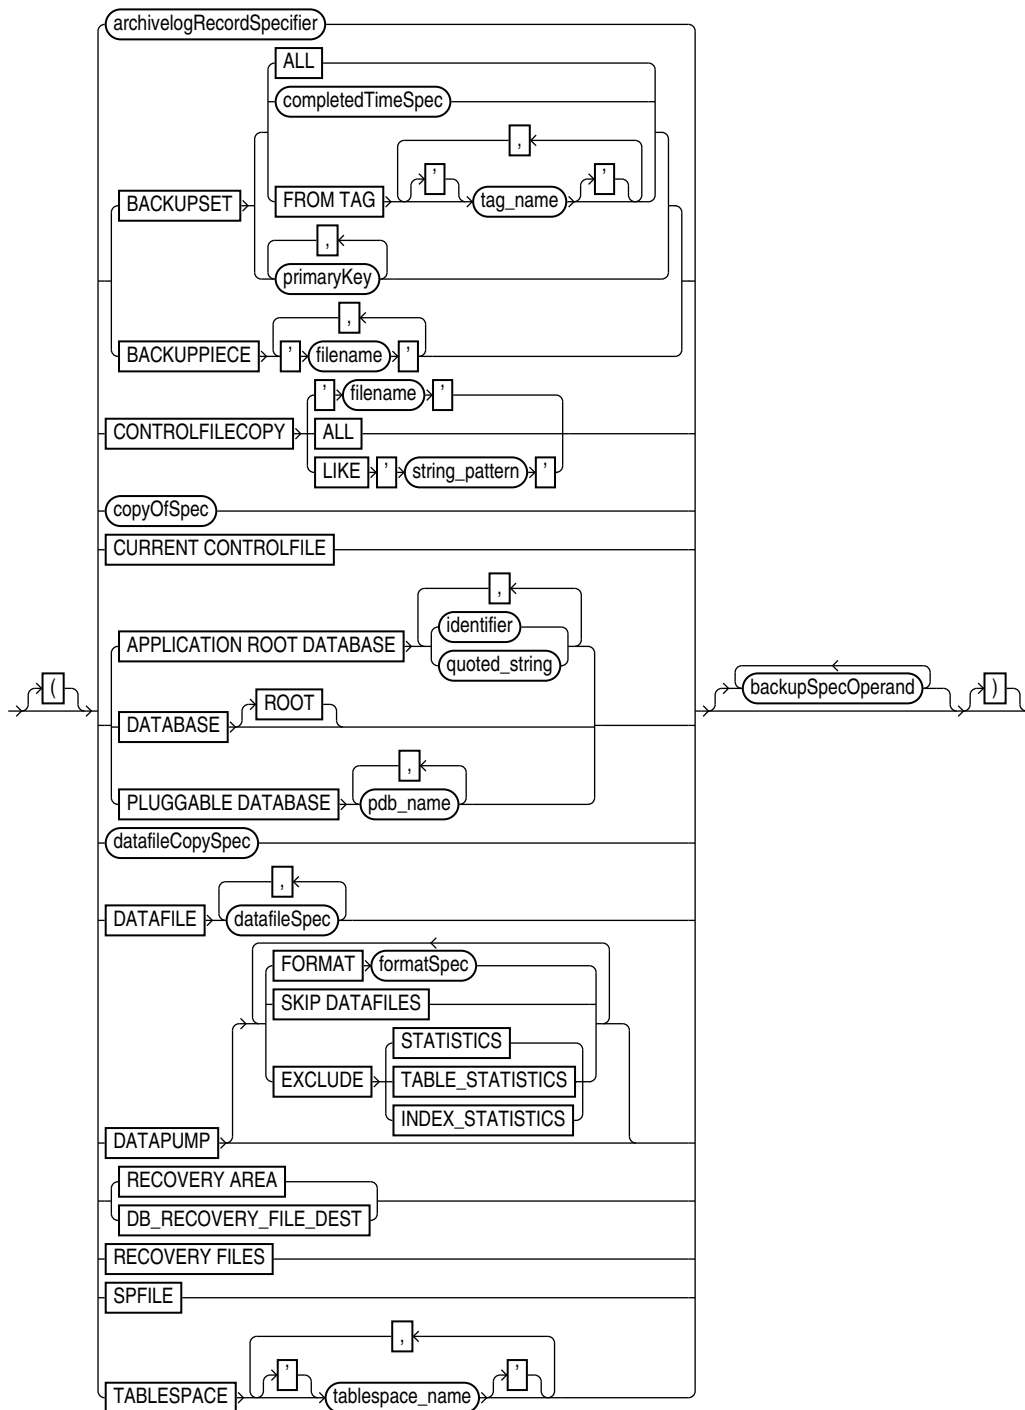 archivelogRecordSpecifier
ALL
completedTimeSpec
,
BACKUPSET FROM TAG ' tag_name '
,
primaryKey
,
BACKUPPIECE ' filename '
' filename '
CONTROLFILECOPY ALL
LIKE ' string_pattern '
copyOfSpec
CURRENT CONTROLFILE
,
identifier
APPLICATION ROOT DATABASE
quoted_string
( backupSpecOperand )
ROOT
DATABASE
,
PLUGGABLE DATABASE pdb_name
datafileCopySpec
,
DATAFILE datafileSpec
FORMAT formatSpec
SKIP DATAFILES
STATISTICS
EXCLUDE TABLE_STATISTICS
INDEX_STATISTICS
DATAPUMP
RECOVERY AREA
DB_RECOVERY_FILE_DEST
RECOVERY FILES
SPFILE
,
TABLESPACE ' tablespace_name '